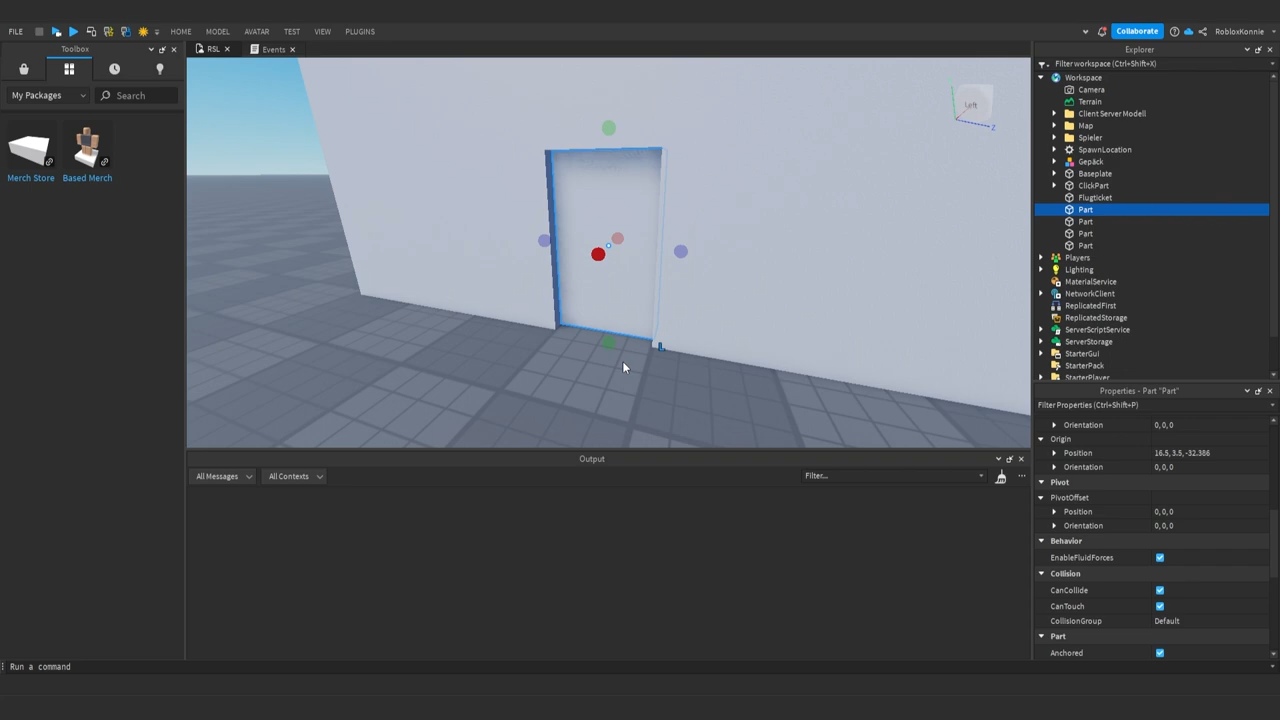 FILE
HOME
MODEL
AVATAR
TEST
VIEW
PLUGINS
Collaborate
RobloxKonnie
Toolbox
My Packages
Search
Merch Store
Based Merch
RSL
Events
Left
Z
Output
All Messages
All Contexts
Filter...
Run a command
Explorer
Filter workspace (Ctrl+Shift+X)
Workspace
Camera
Terrain
Client Server Modell
Map
Spieler
SpawnLocation
Gepäck
Baseplate
ClickPart
Flugticket
Part
Part
Part
Part
Players
Lighting
MaterialService
NetworkClient
ReplicatedFirst
ReplicatedStorage
ServerScriptService
ServerStorage
StarterGui
StarterPack
StarterPlayer
Properties - Part "Part"
Filter Properties (Ctrl+Shift+P)
Orientation 0, 0, 0
Origin
Position 16.5, 3.5, -32.386
Orientation 0, 0, 0
Pivot
PivotOffset
Position 0, 0, 0
Orientation 0, 0, 0
Behavior
EnableFluidForces
Collision
CanCollide
CanTouch
CollisionGroup Default
Part
Anchored